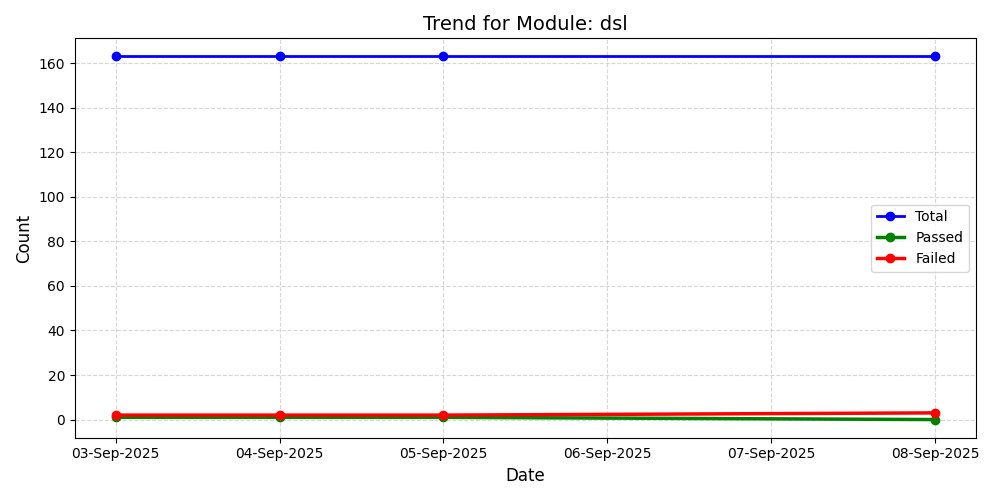 Trend for Module: dsl
Count
160
140
120
100
80
60
40
20
0
Total
Passed
Failed
03-Sep-2025 04-Sep-2025 05-Sep-2025 06-Sep-2025 07-Sep-2025 08-Sep-2025
Date